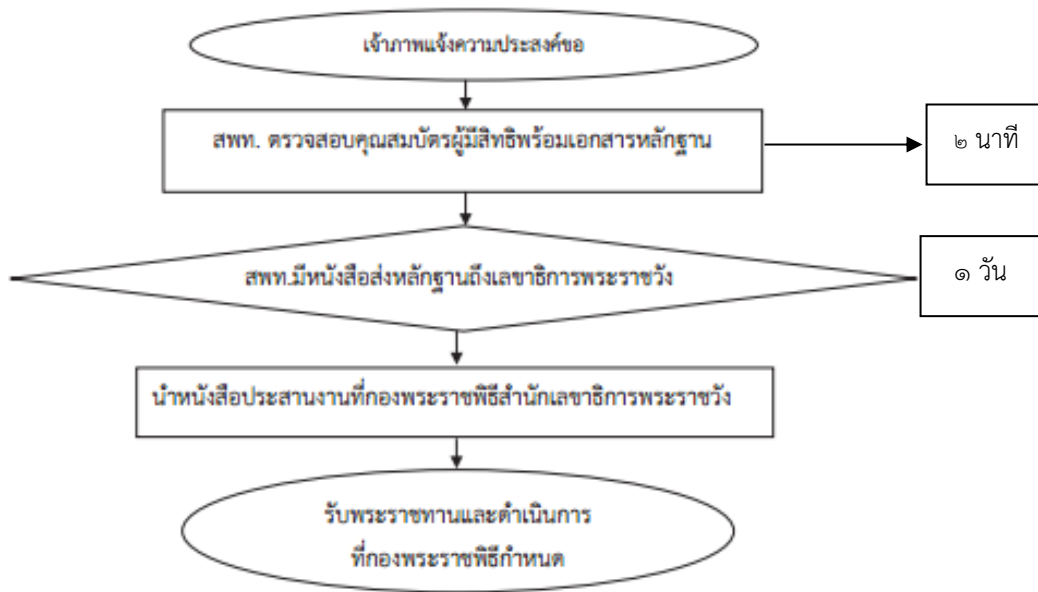 เจ้าภาพแจ้งความประสงค์ขอ
สพท. ตรวจสอบคุณสมบัตรผู้มีสิทธิพร้อมเอกสารหลักฐาน
๒ นาที
สพท.มีหนังสือส่งหลักฐานถึงเลขาธิการพระราชวัง
๑ วัน
นำหนังสือประสานงานที่กองพระราชพิธีสำนักเลขาธิการพระราชวัง
รับพระราชทานและดำเนินการ
ที่กองพระราชพิธีกำหนด